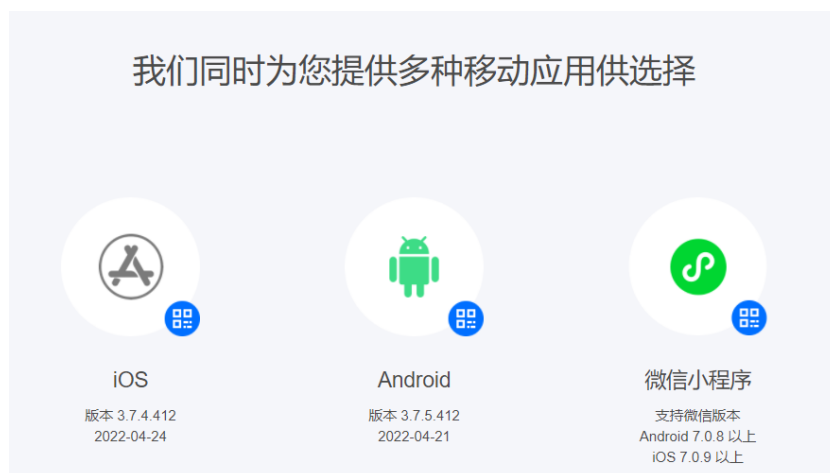 我们同时为您提供多种移动应用供选择
iOS
版本 3.7.4.412
2022-04-24
Android
版本 3.7.5.412
2022-04-21
微信小程序
支持微信版本
Android 7.0.8 以上
iOS 7.0.9 以上